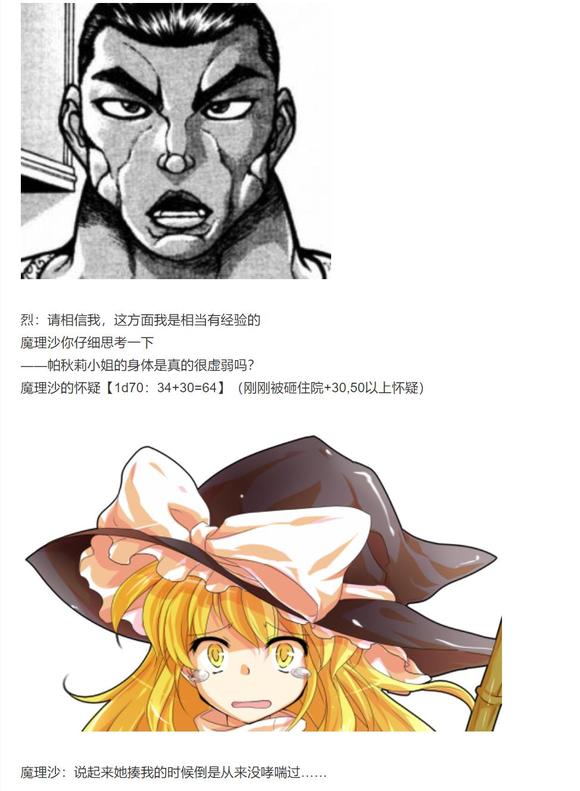 烈：请相信我，这方面我是相当有经验的
魔理沙你仔细思考一下
——帕秋莉小姐的身体是真的很虚弱吗？
魔理沙的怀疑【1d70：34+30=64】（刚刚被砸住院+30,50以上怀疑）
魔理沙：说起来她揍我的时候倒是从来没哮喘过……